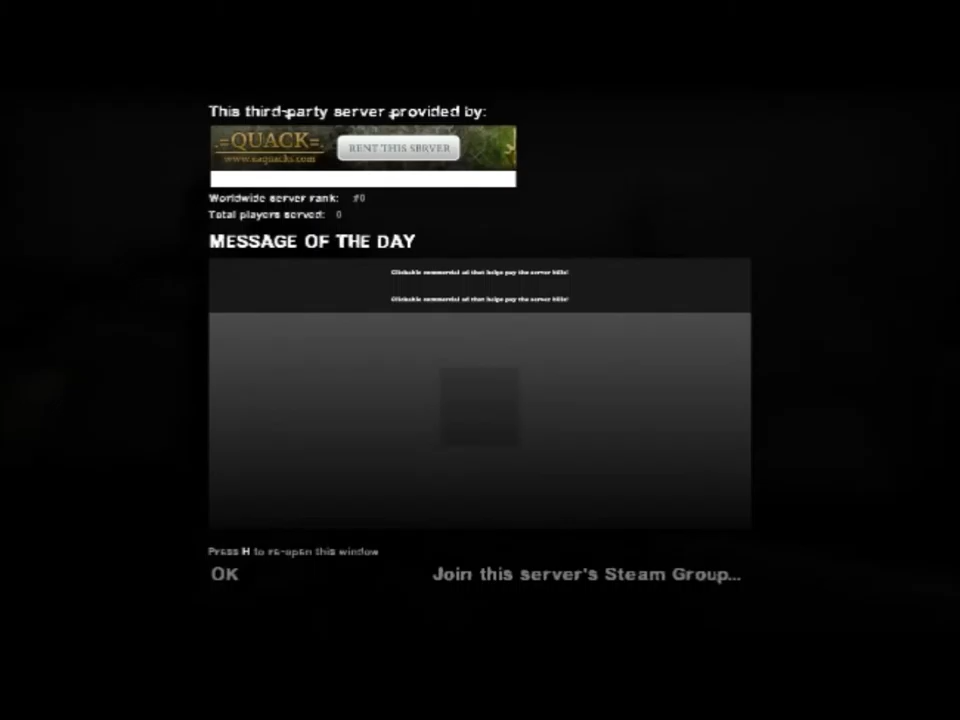 This third-party server provided by:
.=QUACK=.
RENT THIS SERVER
Worldwide server rank: #0
Total players served: 0
MESSAGE OF THE DAY
Clickable commercial ad that helps pay the server bills!
Clickable commercial ad that helps pay the server bills!
Press H to re-open this window
OK
Join this server's Steam Group...